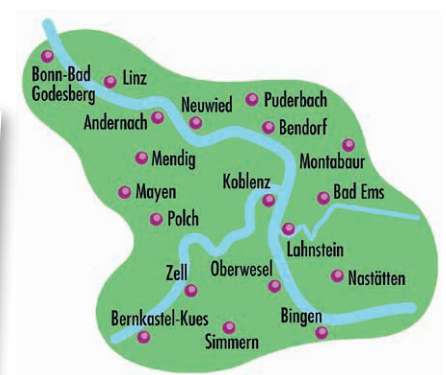 Bonn-Bad
Godesberg
Linz
Puderbach
Neuwied
Andernach
Bendorf
Montabaur
Mendig
Koblenz
Bad Ems
Mayen
Polch
Lahnstein
Zell
Oberwesel
Nastätten
Bernkastel-Kues
Bingen
Simmern